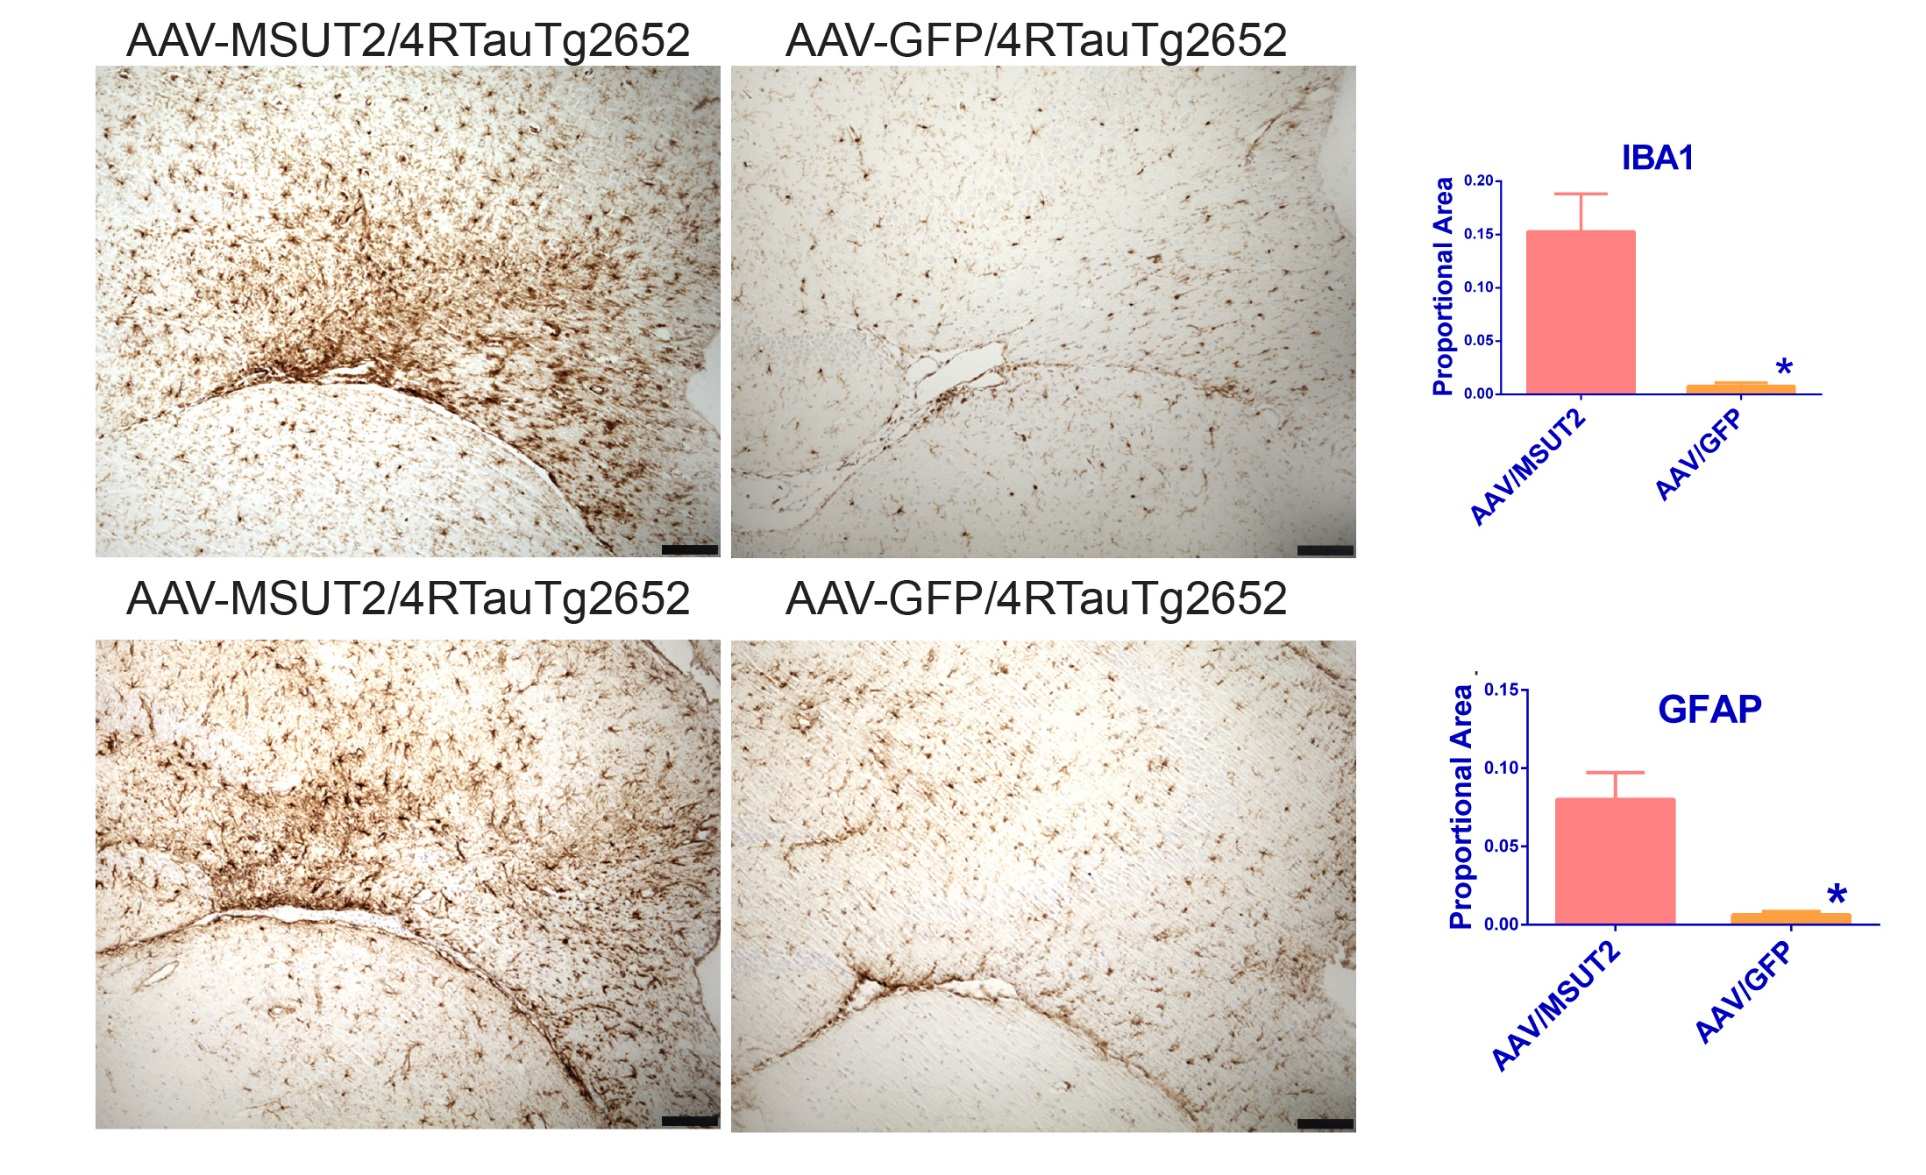 AAV-MSUT2/4RTauTg2652
AAV-GFP/4RTauTg2652
IBA1
Proportional Area
0.20
0.15
0.10
0.05
0.00
*
AAV/MSUT2
AAV/GFP
AAV-MSUT2/4RTauTg2652
AAV-GFP/4RTauTg2652
GFAP
Proportional Area
0.15
0.10
0.05
0.00
*
AAV/MSUT2
AAV/GFP